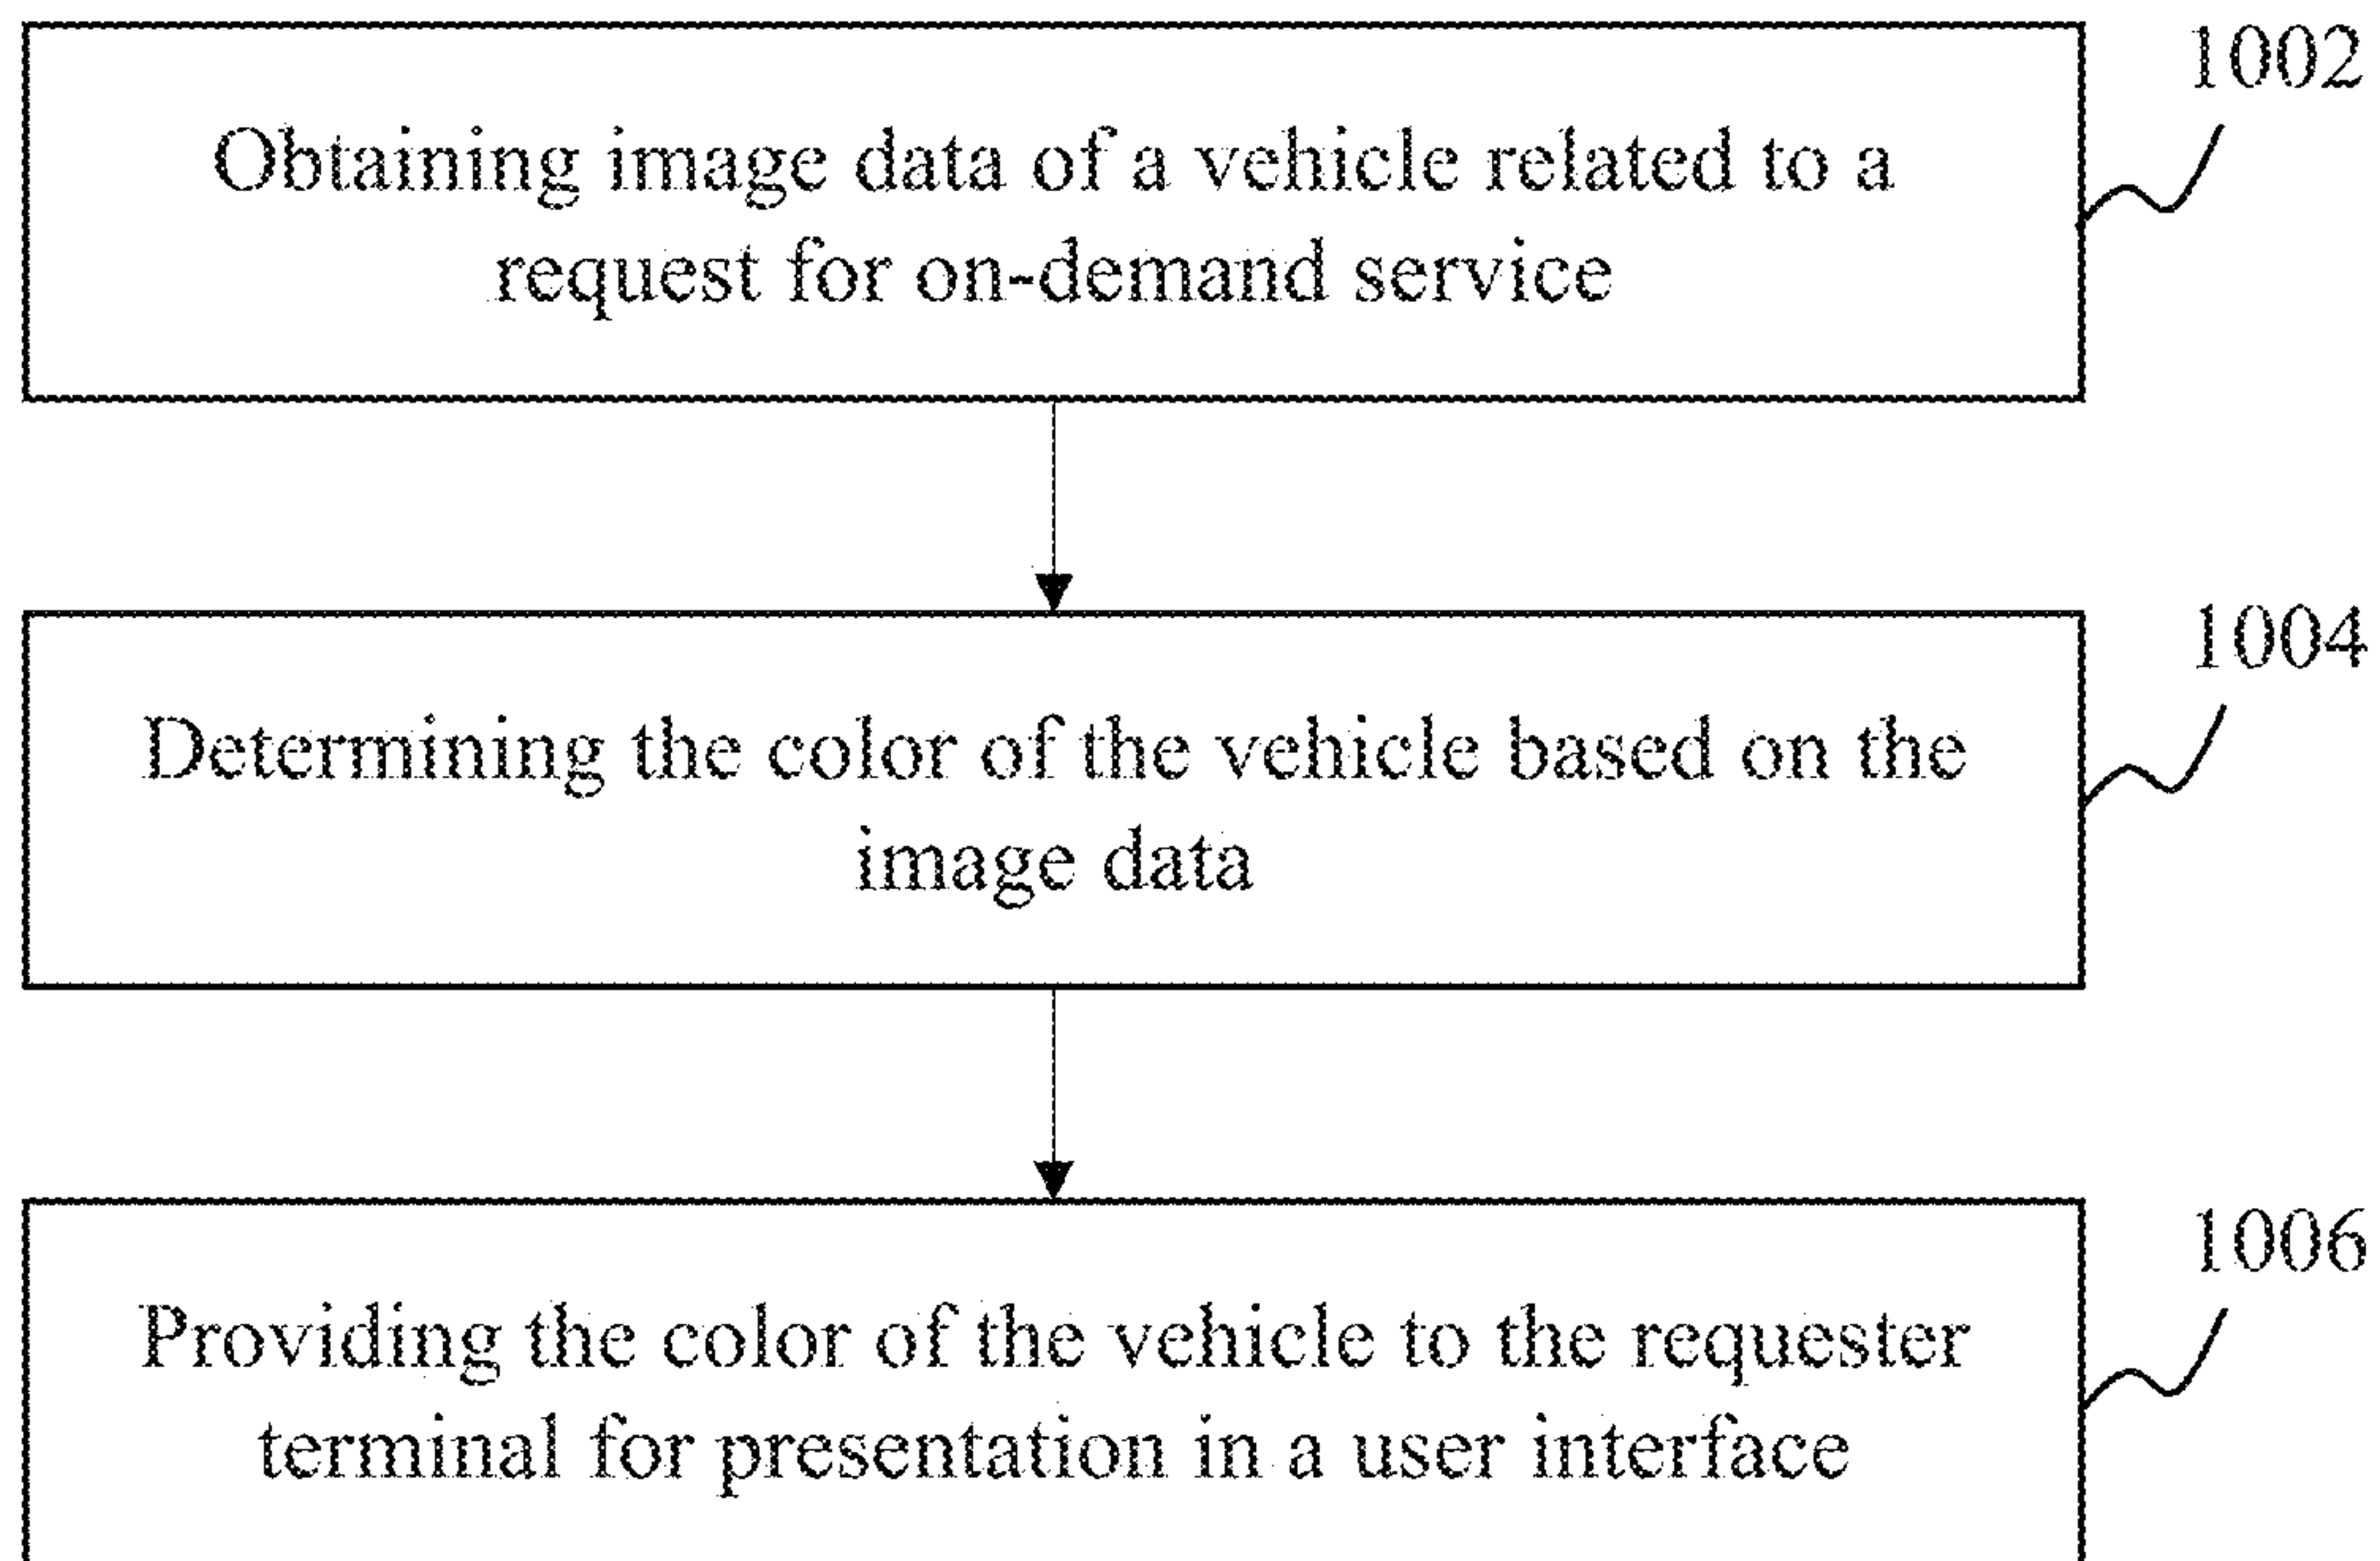 1002
Obtaining image data of a vehicle related to a
request for on-demand service
1004
Determining the color of the vehicle based on the
image data
1006
Providing the color of the vehicle to the requester
terminal for presentation in a user interface